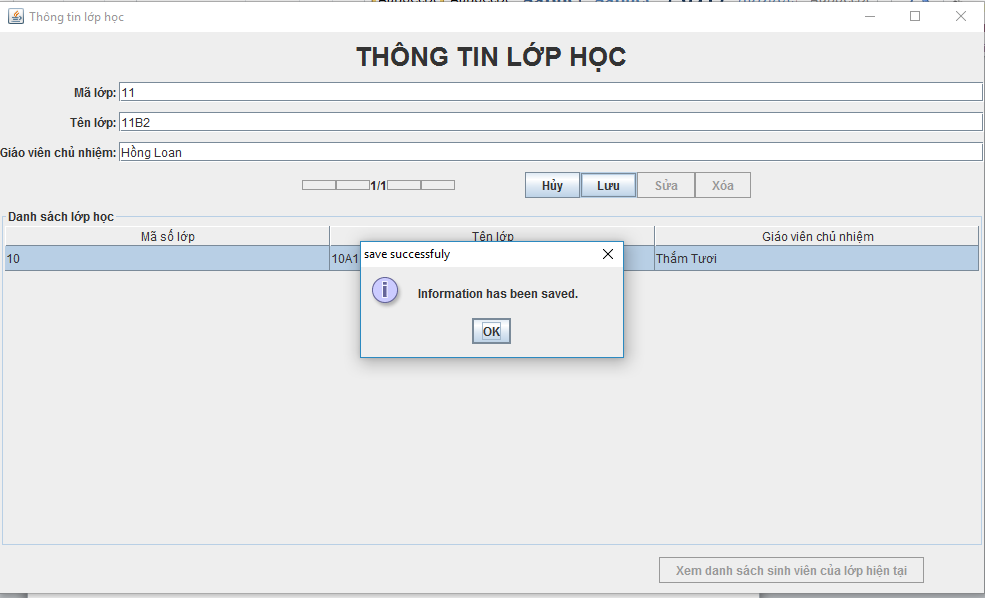 Thông tin lớp học
THÔNG TIN LỚP HỌC
Mã lớp: 11
Tên lớp: 11B2
Giáo viên chủ nhiệm: Hồng Loan
1/1 Hủy Lưu Sửa Xóa
Danh sách lớp học
Mã số lớp Tên lớp Giáo viên chủ nhiệm
10 10A1 Thắm Tươi
save successfuly
Information has been saved.
OK
Xem danh sách sinh viên của lớp hiện tại